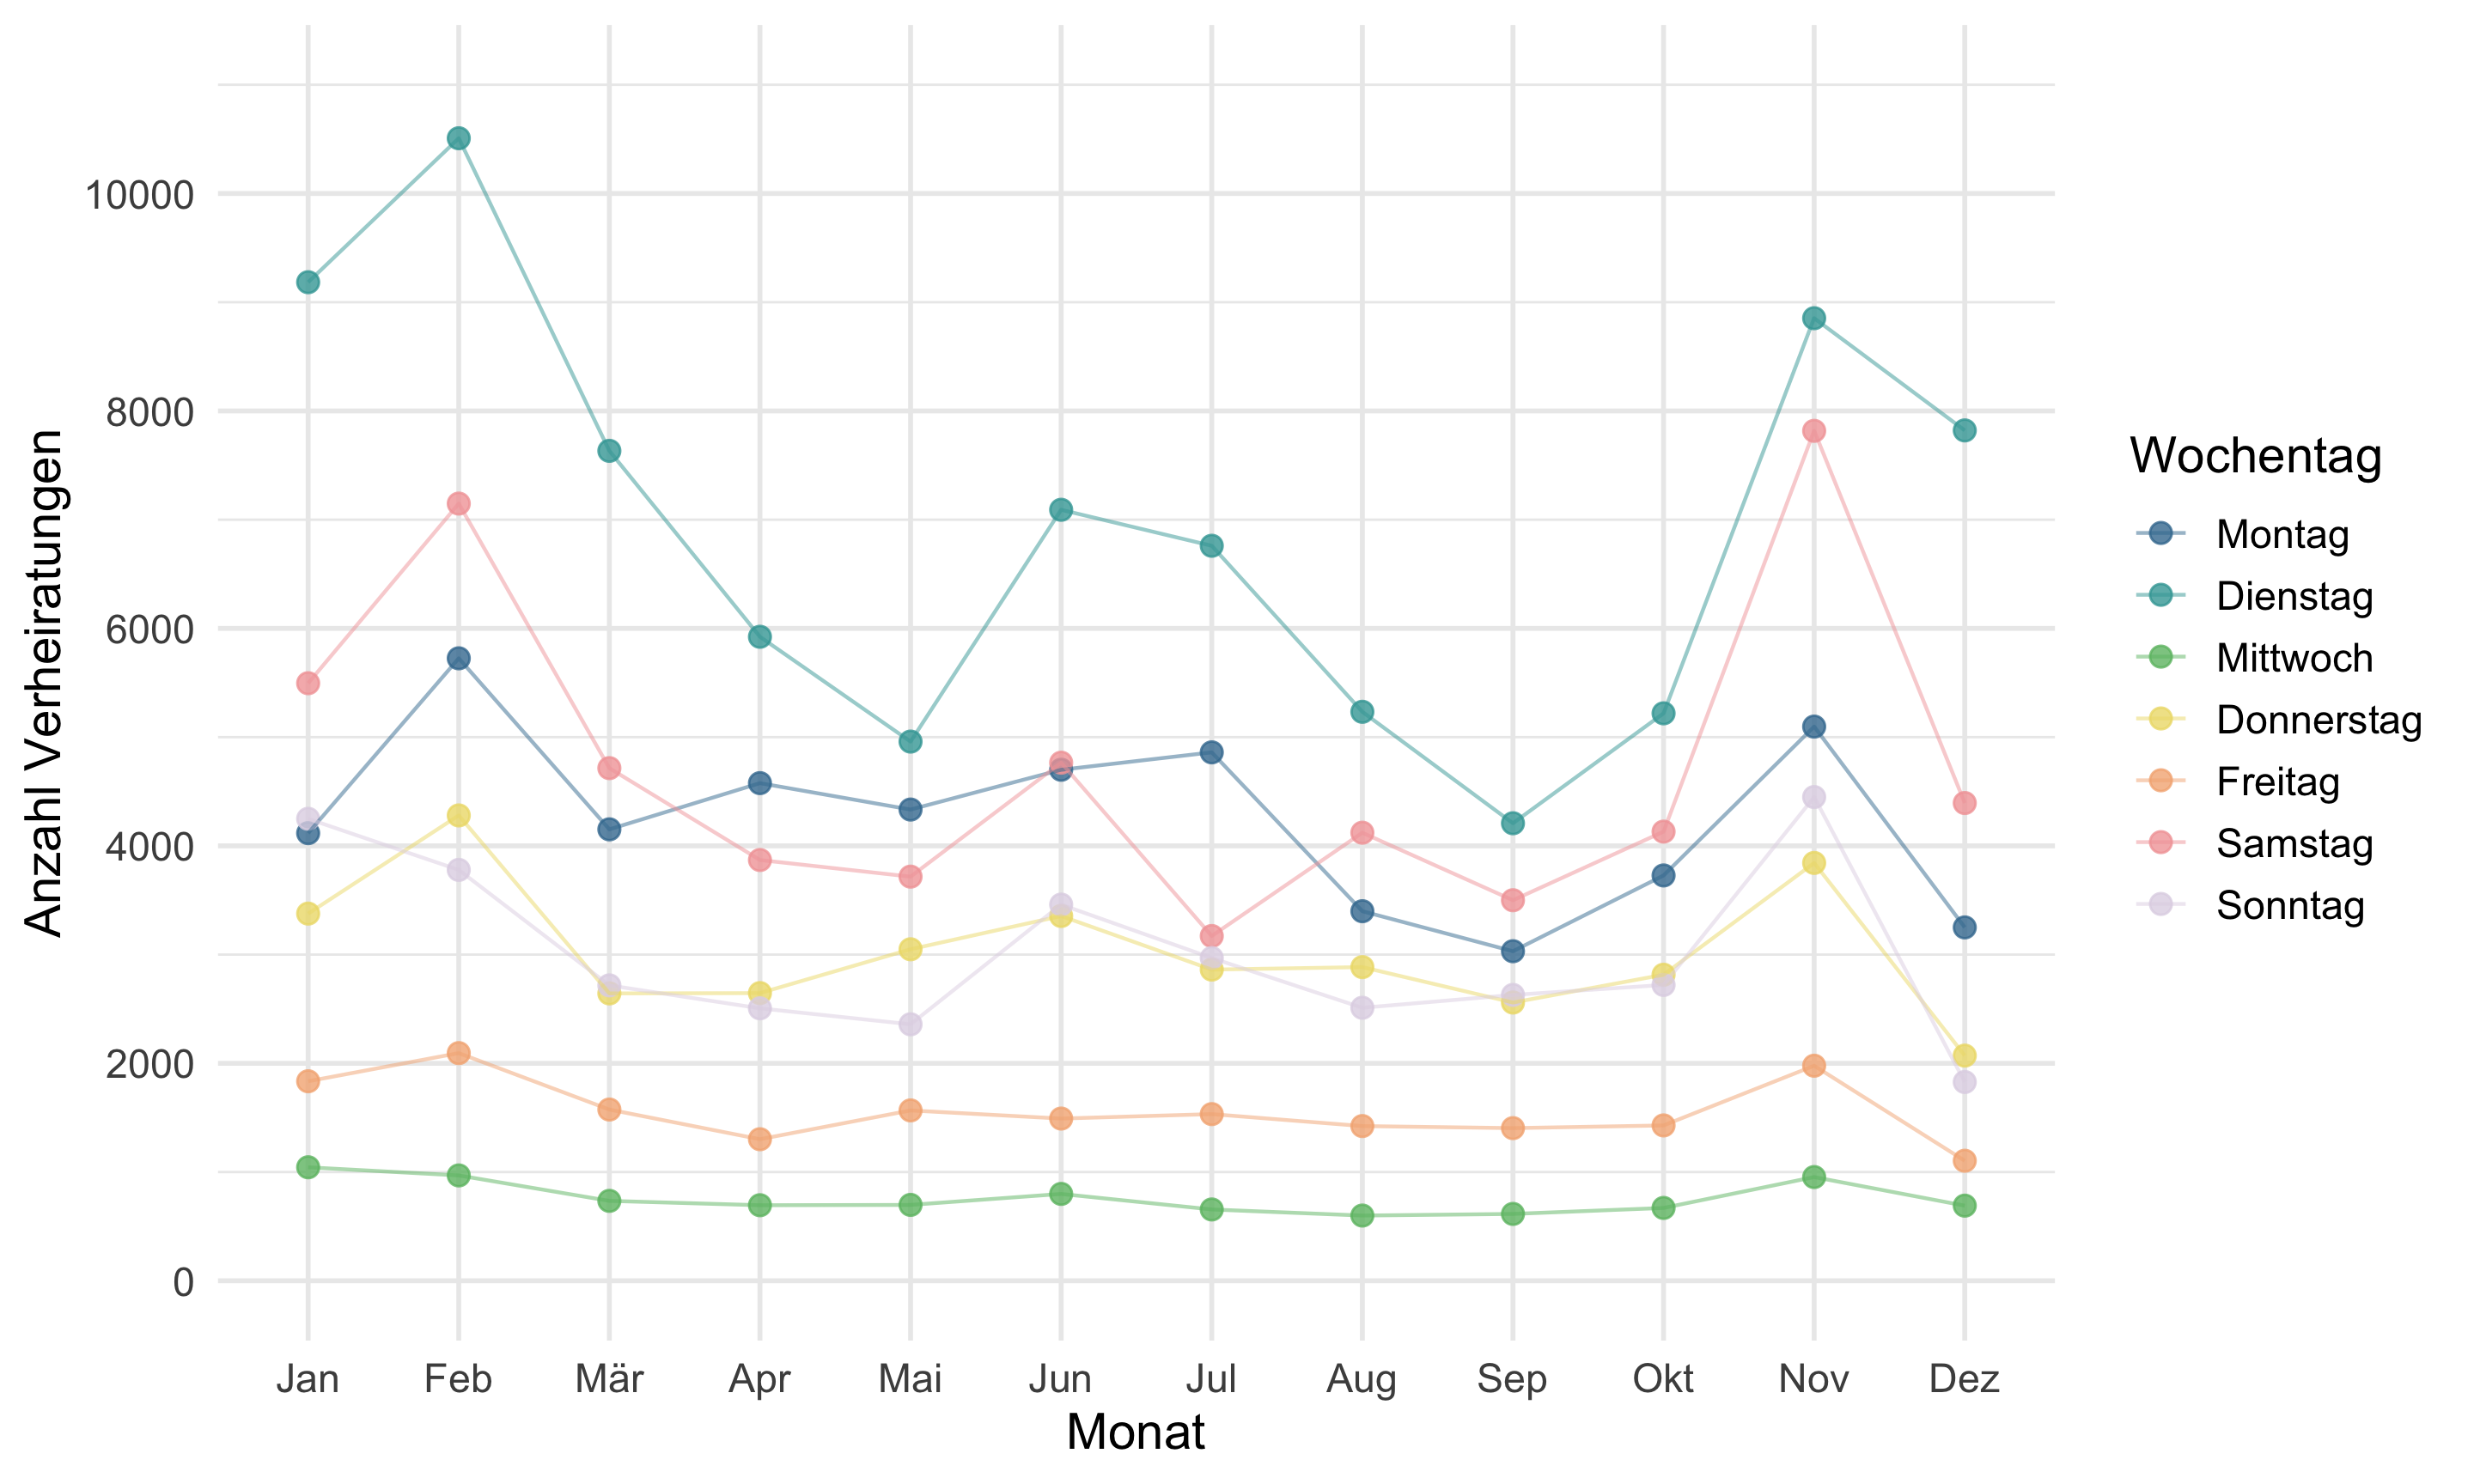 Anzahl Verheiratungen
10000
8000
6000
4000
2000
0
Jan Feb Mär Apr Mai Jun Jul Aug Sep Okt Nov Dez
Monat
Wochentag
Montag
Dienstag
Mittwoch
Donnerstag
Freitag
Samstag
Sonntag